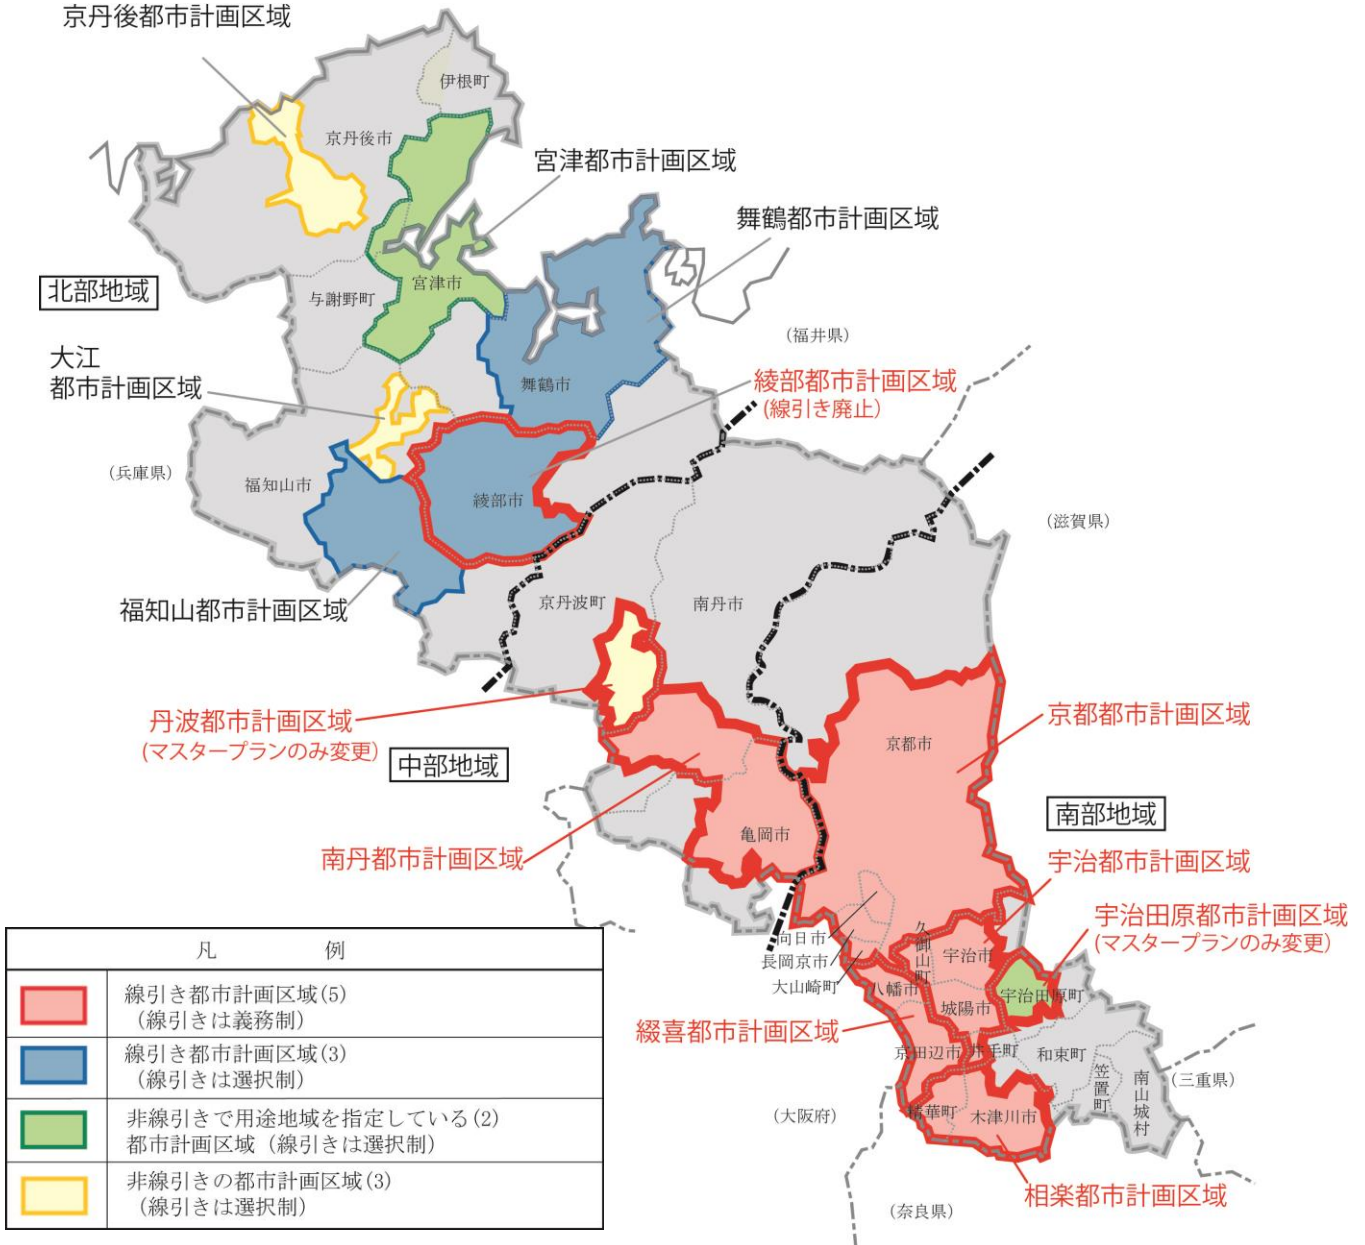 京丹後都市計画区域
伊根町
京丹後市
宮津都市計画区域
舞鶴都市計画区域
北部地域
与謝野町
宮津市
(福井県)
大江
都市計画区域
舞鶴市
綾部都市計画区域
(線引き廃止)
(兵庫県)
福知山市
綾部市
(滋賀県)
福知山都市計画区域
京丹波町
南丹市
丹波都市計画区域
(マスタープランのみ変更)
中部地域
京都市
京都都市計画区域
南部地域
亀岡市
南丹都市計画区域
宇治都市計画区域
宇治田原都市計画区域
(マスタープランのみ変更)
向日市
長岡京市
大山崎町
久御山町
宇治市
八幡市
城陽市
宇治田原町
綴喜都市計画区域
京田辺市
井手町
和束町
笠置町
南山城村
(三重県)
(大阪府)
精華町
木津川市
相楽都市計画区域
(奈良県)
凡 例
線引き都市計画区域(5)
(線引きは義務制)
線引き都市計画区域(3)
(線引きは選択制)
非線引きで用途地域を指定している(2)
都市計画区域 (線引きは選択制)
非線引きの都市計画区域(3)
(線引きは選択制)